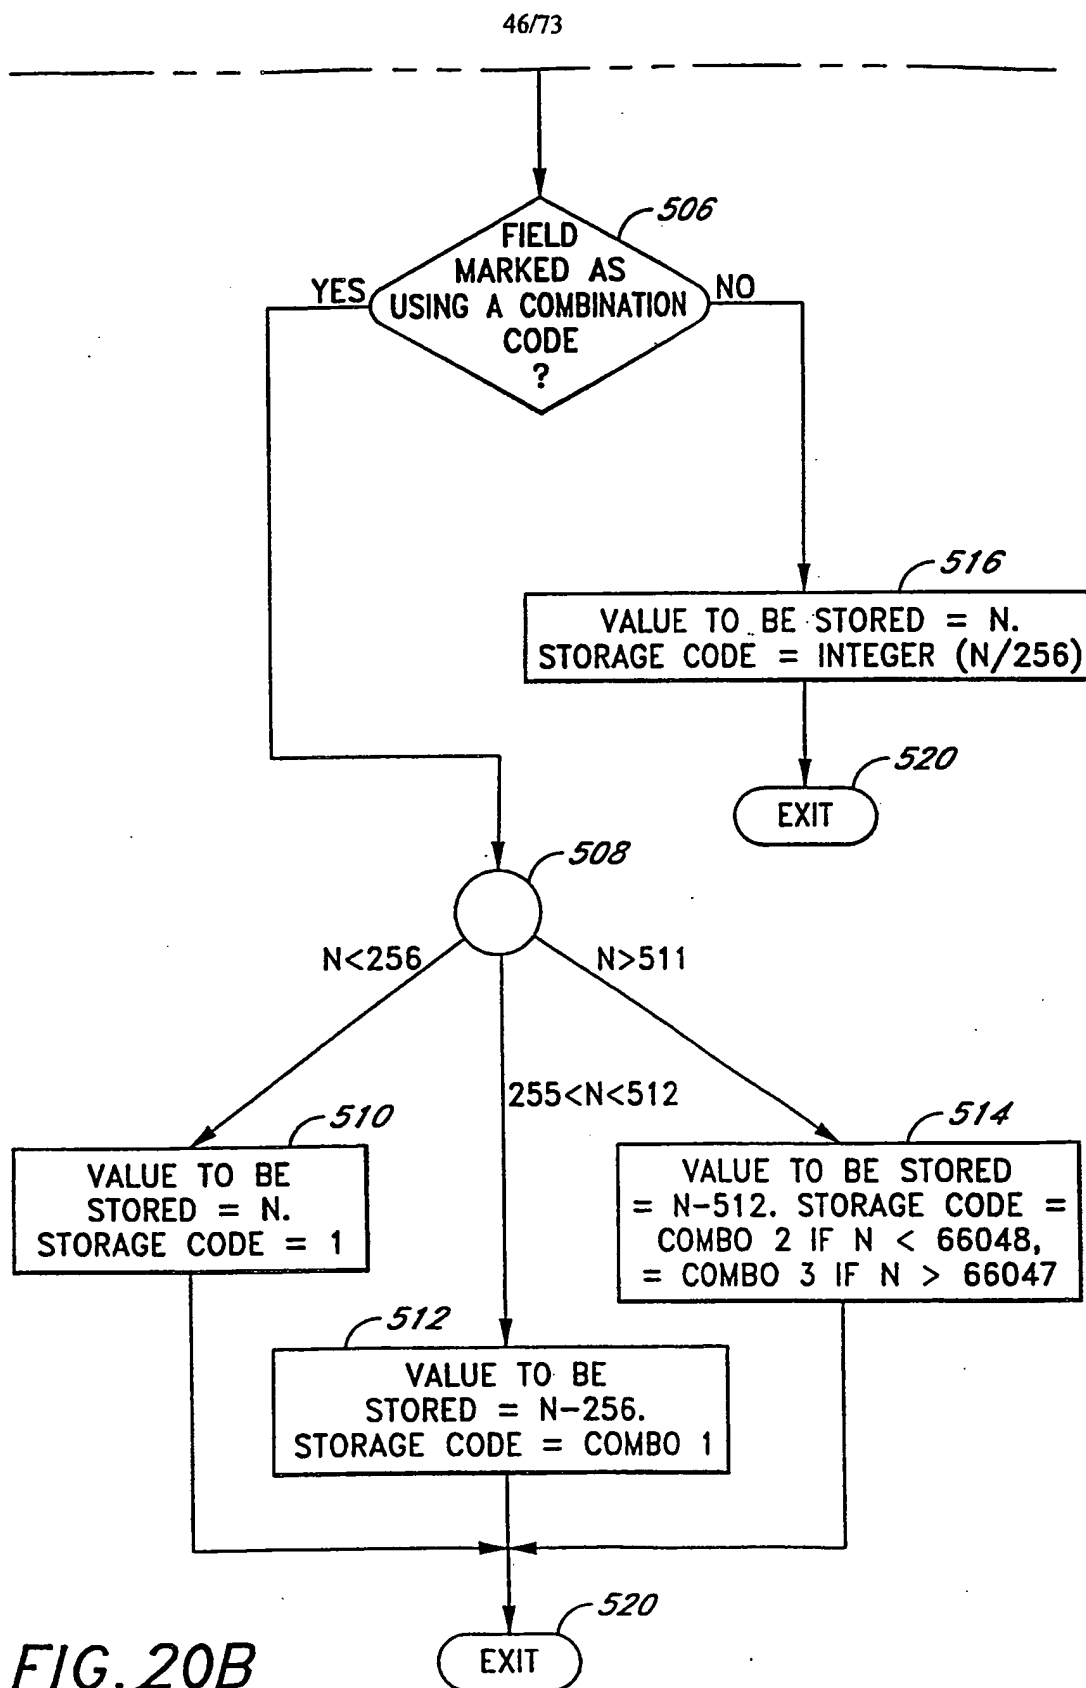 46/73
506
FIELD
MARKED AS
USING A COMBINATION
CODE
?
YES
NO
516
VALUE TO BE STORED = N.
STORAGE CODE = INTEGER (N/256)
520
EXIT
508
N<256
N>511
255<N<512
510
VALUE TO BE
STORED = N.
STORAGE CODE = 1
514
VALUE TO BE STORED
= N-512. STORAGE CODE =
COMBO 2 IF N < 66048,
= COMBO 3 IF N > 66047
512
VALUE TO BE
STORED = N-256.
STORAGE CODE = COMBO 1
520
EXIT
FIG. 20B